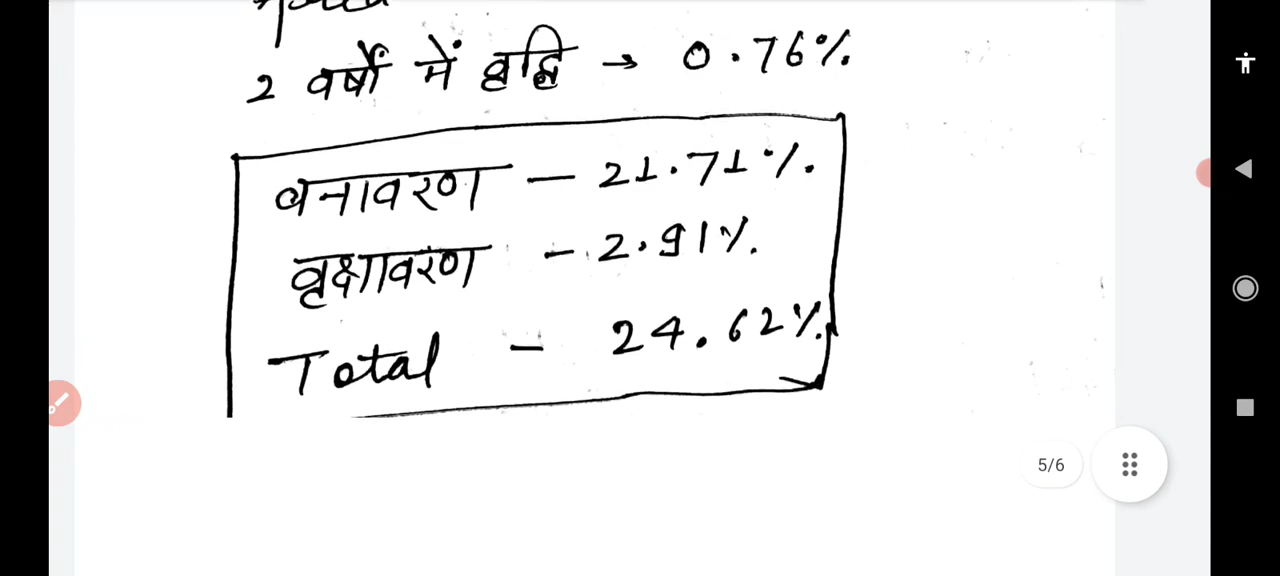 2 वर्षों में वृद्धि → 0.76%
वनावरण — 21.71%.
वृक्षावरण - 2.91%.
Total - 24.62%
5/6